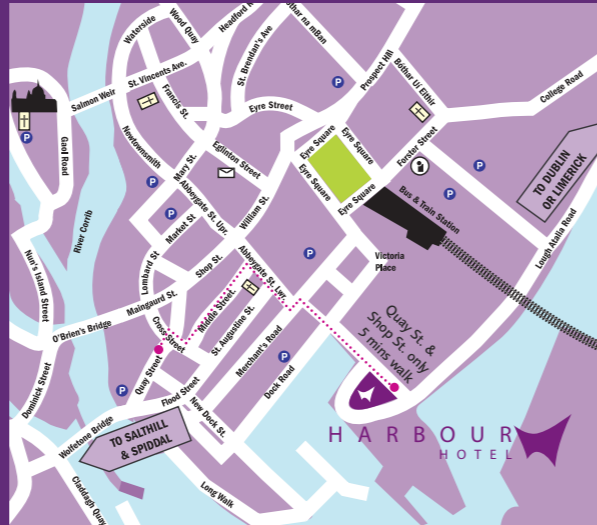 Waterside
Wood Quay
Headford R
Bothar na mBan
St. Brendan's Ave
St. Vincents Ave.
Prospect Hill
Bóthar Uí Eithir
P
Salmon Weir
Francis St.
Eyre Street
College Road
P
Gaol Road
Newtownsmith
Eglinton Street
Eyre Square
Eyre Square
Forster Street
P
TO DUBLIN
OR LIMERICK
P
Mary St.
Eyre Square
Eyre Square
Bus & Train Station
P
Abbeygate St. Upr.
William St.
P
Market St
Lough Atalia Road
River Corrib
Nun's Island Street
Lombard St
Shop St.
Abbergate St. Lwr.
P
Victoria
Place
Maingaurd St.
O'Brien's Bridge
Cross Street
Middle Street
St. Augustine St.
Merchant's Road
Quay St. &
Shop St. only
5 mins walk
P
Dock Road
Quay Street
Dominick Street
P
Flood Street
New Dock St.
Wolfetone Bridge
TO SALTHILL
& SPIDDAL
HARBOUR
HOTEL
Claddagh Quay
Long Walk